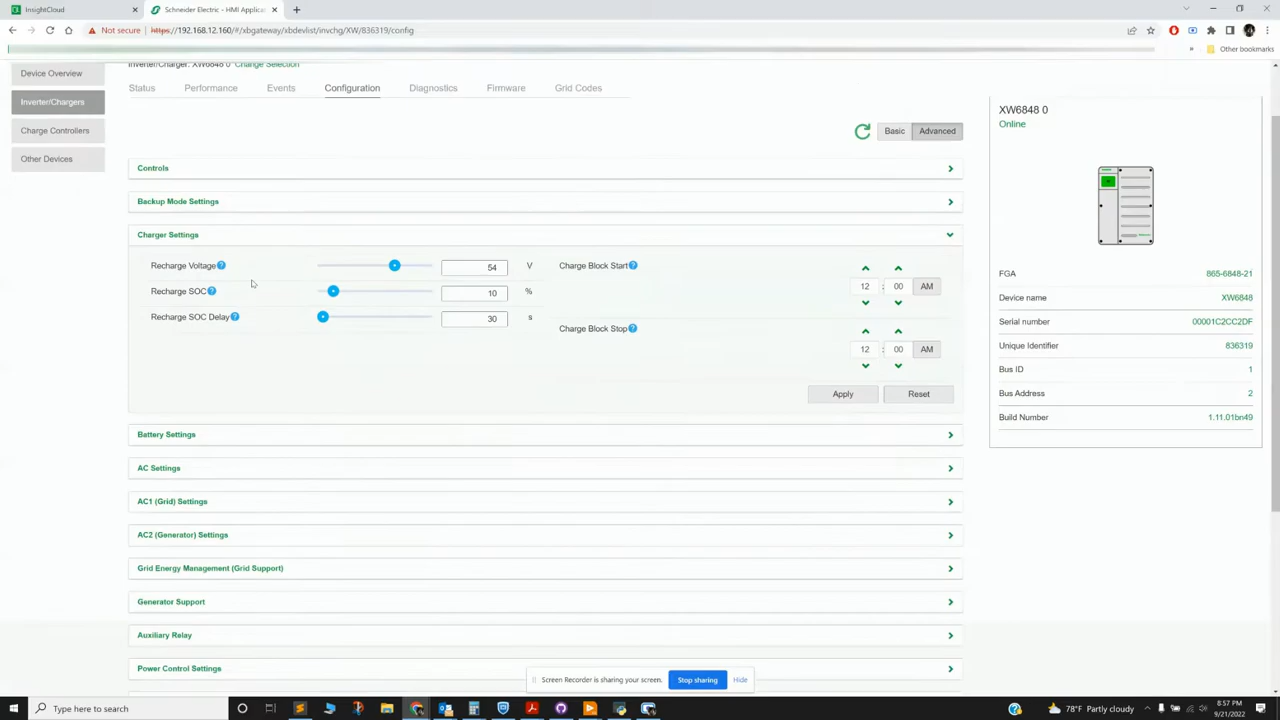 InsightCloud
Schneider Electric - HMI Applicat
Not secure https://192.168.12.160/#/xbgateway/xbdevlist/invchg/XW/836319/config
» Other bookmarks
Device Overview
Inverter/Chargers
Charge Controllers
Other Devices
Inverter/Charger: XW6848 0 Change Selection
Status Performance Events Configuration Diagnostics Firmware Grid Codes
Basic Advanced
Controls
Backup Mode Settings
Charger Settings
Recharge Voltage ? 54 V
Recharge SOC ? 10 %
Recharge SOC Delay ? 30 s
Charge Block Start ? 12 : 00 AM
Charge Block Stop ? 12 : 00 AM
Apply Reset
Battery Settings
AC Settings
AC1 (Grid) Settings
AC2 (Generator) Settings
Grid Energy Management (Grid Support)
Generator Support
Auxiliary Relay
Power Control Settings
XW6848 0
Online
FGA 865-6848-21
Device name XW6848
Serial number 00001C2CC2DF
Unique Identifier 836319
Bus ID 1
Bus Address 2
Build Number 1.11.01bn49
Screen Recorder is sharing your screen. Stop sharing Hide
Type here to search
78°F Partly cloudy
8:57 PM
9/21/2022